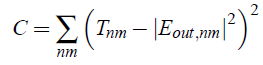 C = ∑_{nm} (T_{nm} − |E_{out,nm}|²)²